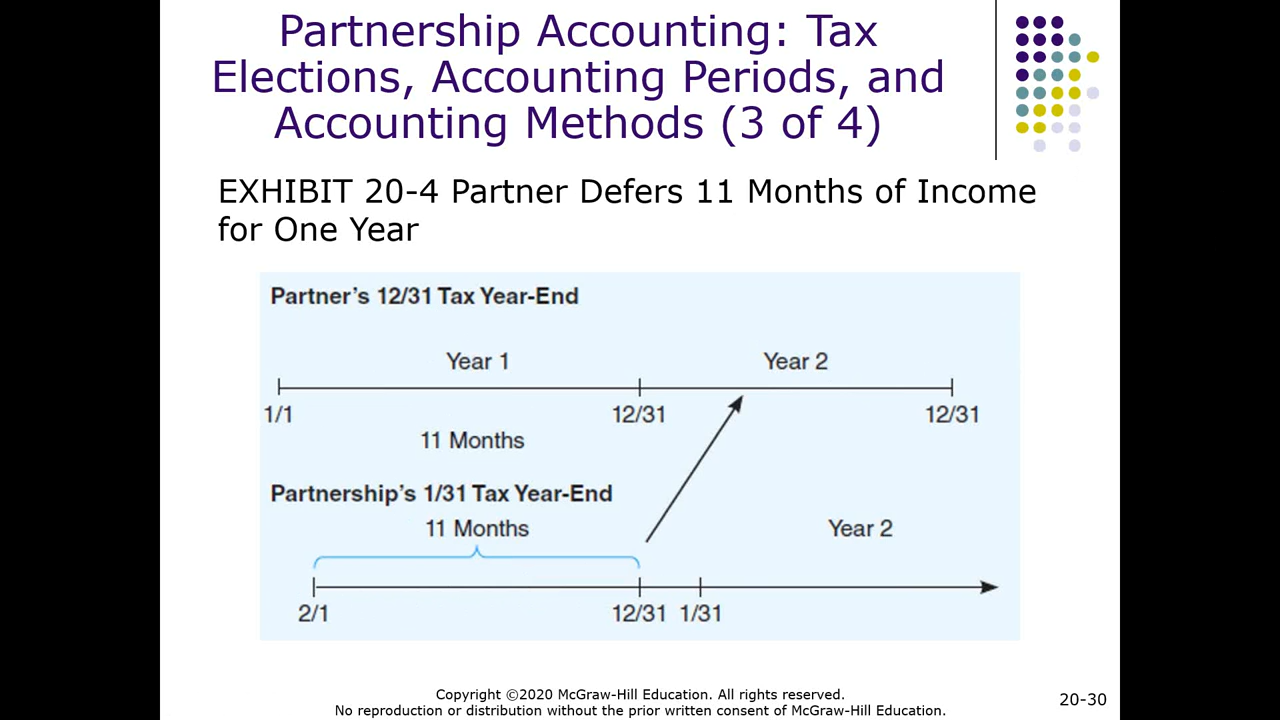 Partnership Accounting: Tax
Elections, Accounting Periods, and
Accounting Methods (3 of 4)
EXHIBIT 20-4 Partner Defers 11 Months of Income
for One Year
Partner's 12/31 Tax Year-End
Year 1 Year 2
1/1 12/31 12/31
11 Months
Partnership's 1/31 Tax Year-End
11 Months Year 2
2/1 12/31 1/31
Copyright ©2020 McGraw-Hill Education. All rights reserved.
No reproduction or distribution without the prior written consent of McGraw-Hill Education.
20-30